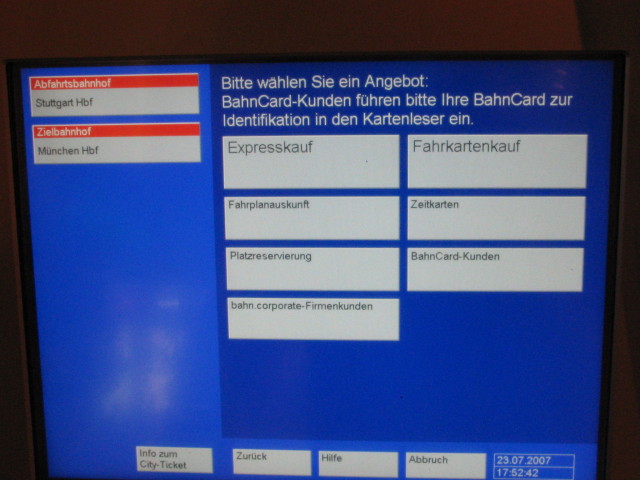 Abfahrtsbahnhof
Stuttgart Hbf
Zielbahnhof
München Hbf
Bitte wählen Sie ein Angebot:
BahnCard-Kunden führen bitte Ihre BahnCard zur
Identifikation in den Kartenleser ein.
Expresskauf
Fahrkartenkauf
Fahrplanauskunft
Zeitkarten
Platzreservierung
BahnCard-Kunden
bahn.corporate-Firmenkunden
Info zum
City-Ticket
Zurück
Hilfe
Abbruch
23.07.2007
17:52:42